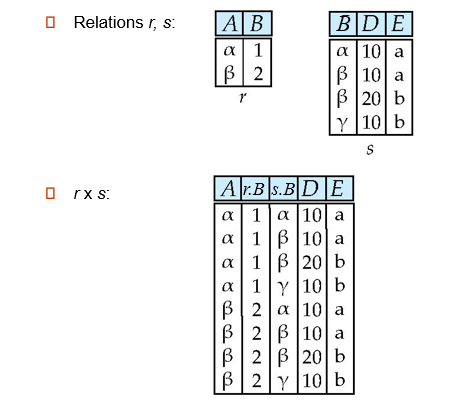 Relations r, s:
A B
α 1
β 2
r
B D E
α 10 a
β 10 a
β 20 b
γ 10 b
s
r x s:
A r.B s.B D E
α 1 α 10 a
α 1 β 10 a
α 1 β 20 b
α 1 γ 10 b
β 2 α 10 a
β 2 β 10 a
β 2 β 20 b
β 2 γ 10 b